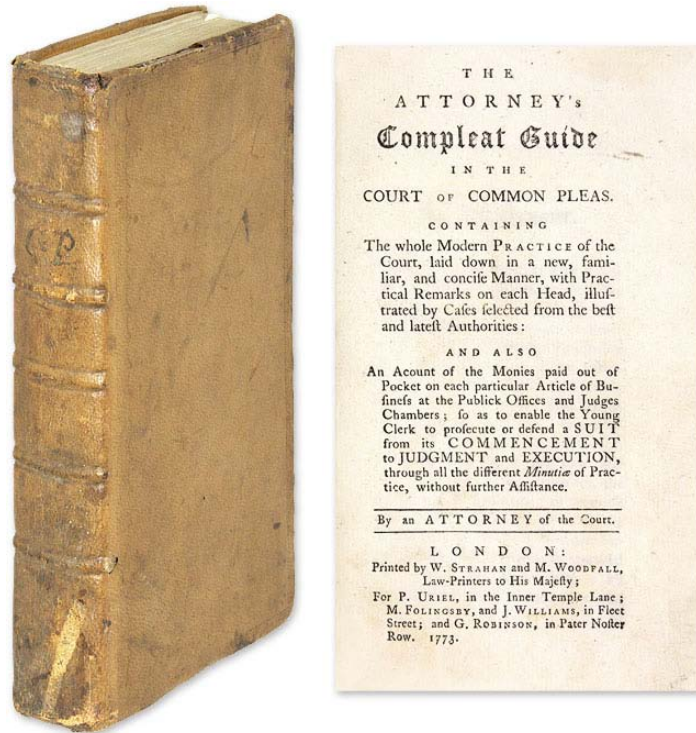 C P
THE
ATTORNEY's
Compleat Guide
IN THE
COURT OF COMMON PLEAS.
CONTAINING
The whole Modern PRACTICE of the
Court, laid down in a new, fami-
liar, and conciſe Manner, with Prac-
tical Remarks on each Head, illuſ-
trated by Caſes ſelected from the beſt
and lateſt Authorities :
AND ALSO
An Acount of the Monies paid out of
Pocket on each particular Article of Bu-
ſineſs at the Publick Offices and Judges
Chambers ; ſo as to enable the Young
Clerk to proſecute or defend a SUIT
from its COMMENCEMENT
to JUDGMENT and EXECUTION,
through all the different Minutiæ of Prac-
tice, without further Aſſiſtance.
By an ATTORNEY of the Court.
LONDON:
Printed by W. STRAHAN and M. WOODFALL,
Law-Printers to His Majeſty ;
For P. URIEL, in the Inner Temple Lane ;
M. FOLINGSBY, and J. WILLIAMS, in Fleet
Street; and G. ROBINSON, in Pater Noſter
Row. 1773.